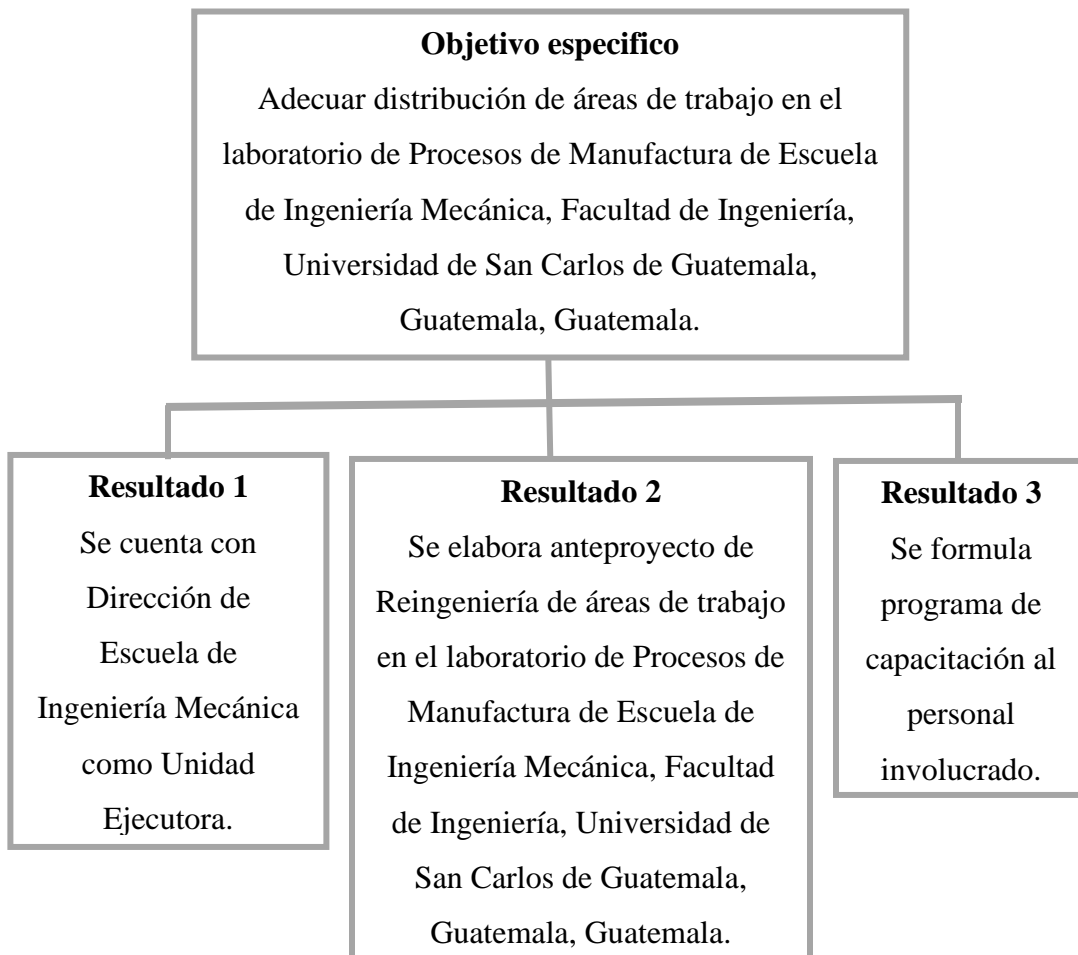 Objetivo especifico
Adecuar distribución de áreas de trabajo en el
laboratorio de Procesos de Manufactura de Escuela
de Ingeniería Mecánica, Facultad de Ingeniería,
Universidad de San Carlos de Guatemala,
Guatemala, Guatemala.
Resultado 1
Se cuenta con
Dirección de
Escuela de
Ingeniería Mecánica
como Unidad
Ejecutora.
Resultado 2
Se elabora anteproyecto de
Reingeniería de áreas de trabajo
en el laboratorio de Procesos de
Manufactura de Escuela de
Ingeniería Mecánica, Facultad
de Ingeniería, Universidad de
San Carlos de Guatemala,
Guatemala, Guatemala.
Resultado 3
Se formula
programa de
capacitación al
personal
involucrado.